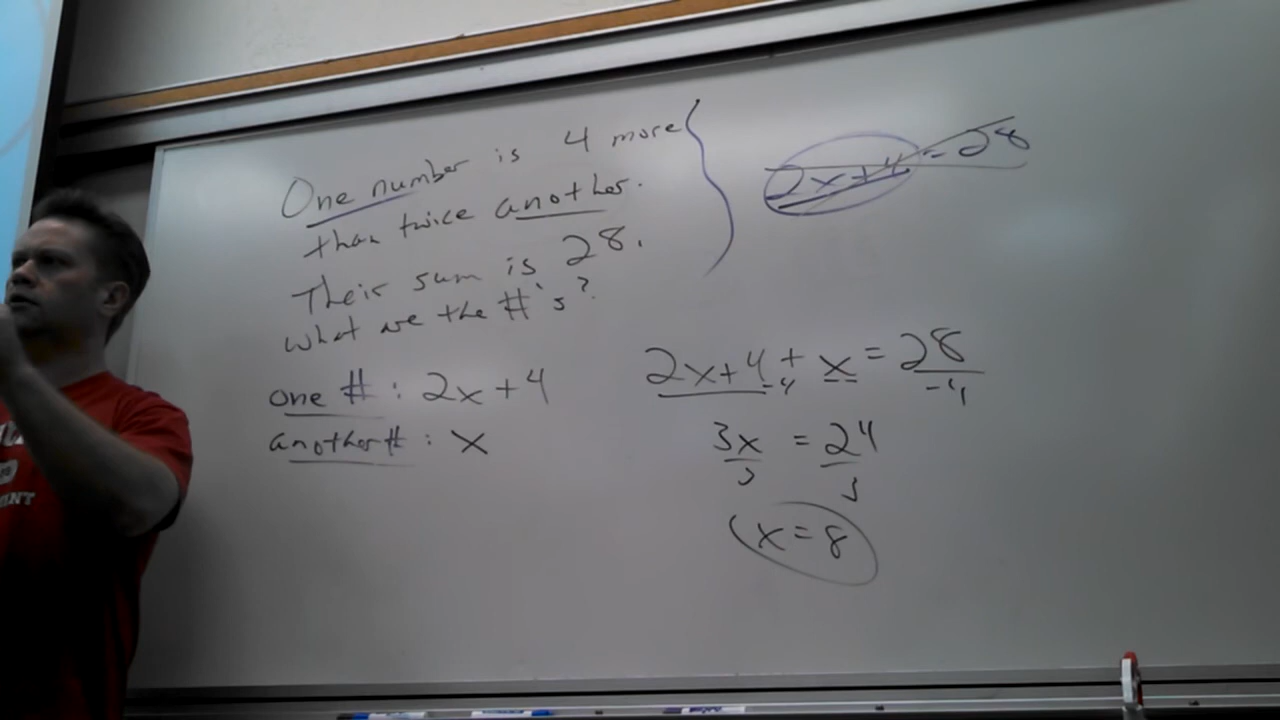 One number is 4 more
than twice another.
Their sum is 28.
what are the #'s?
one #: 2x+4
another#: x
2x+4 = 28
2x+4 + x = 28
-4 -4
3x = 24
3 3
x=8